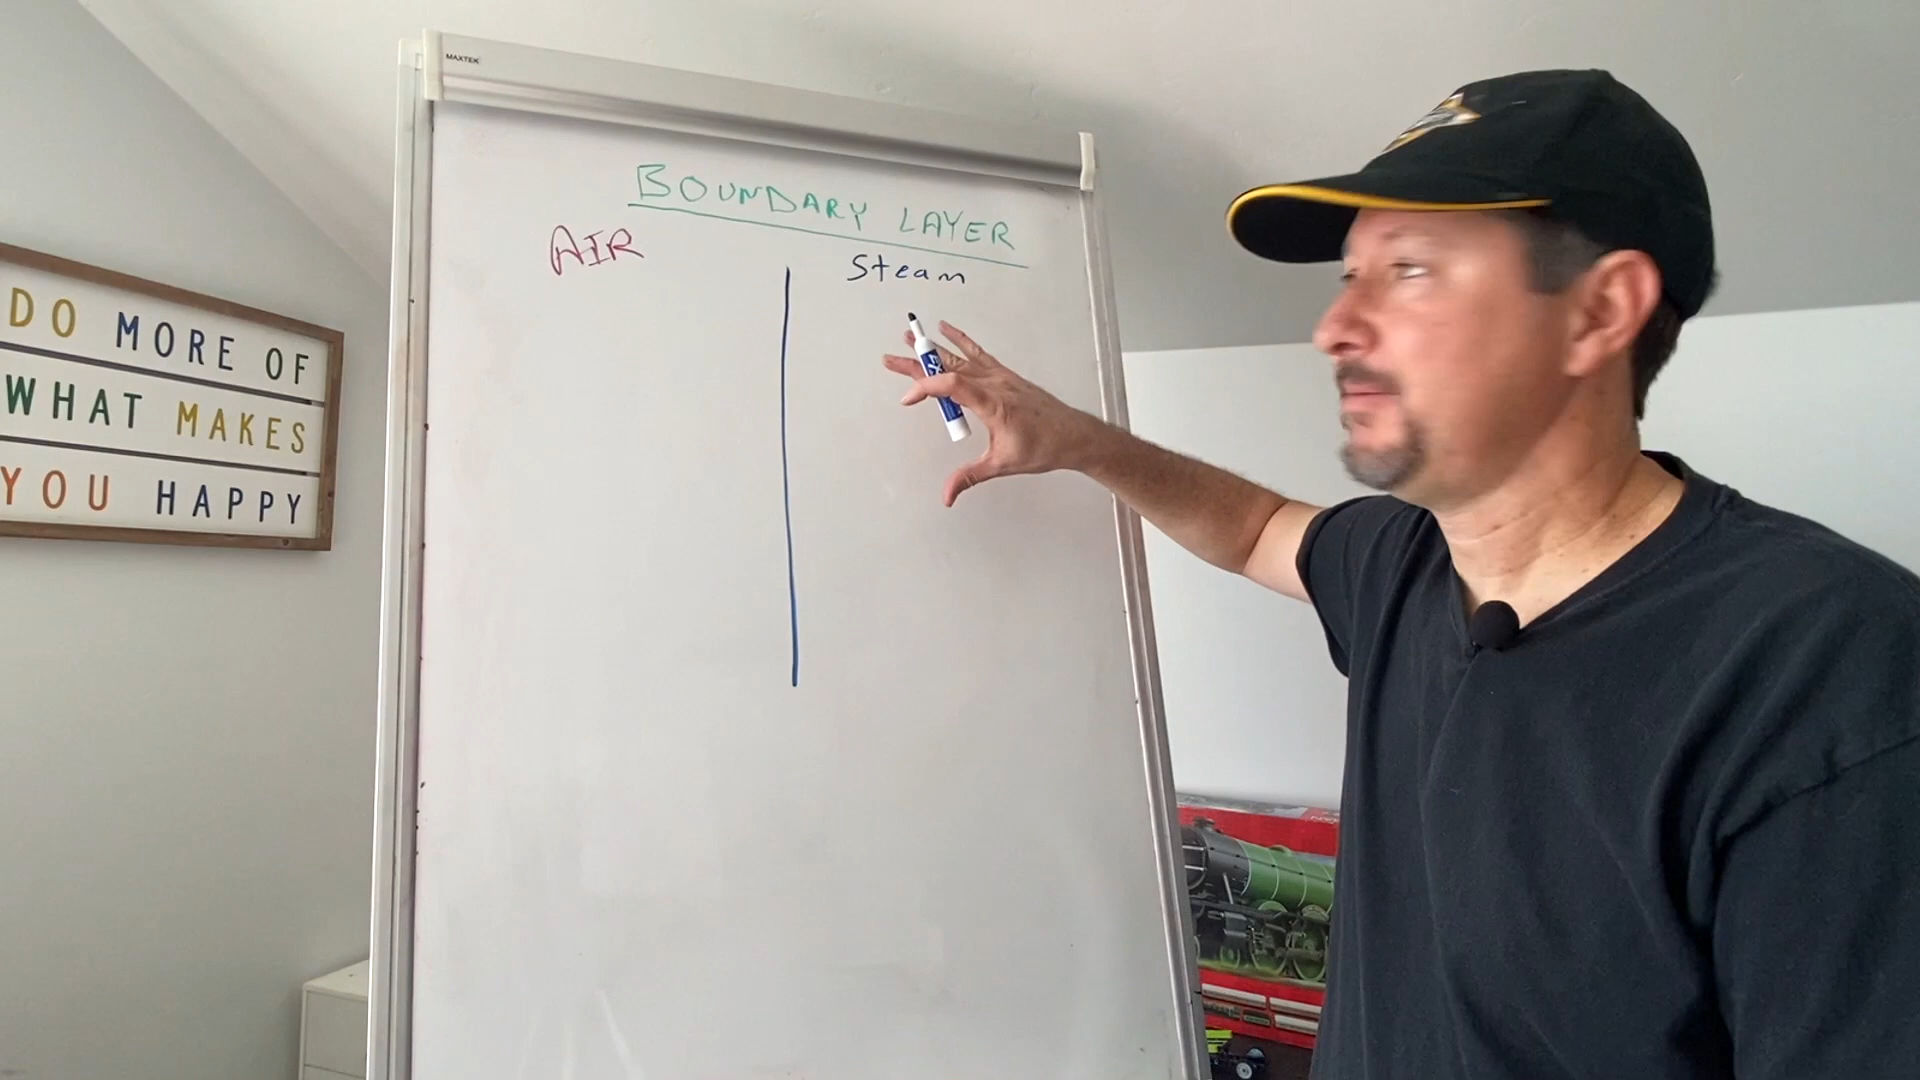 MAXTEK
BOUNDARY LAYER
AIR
Steam
DO MORE OF
WHAT MAKES
YOU HAPPY